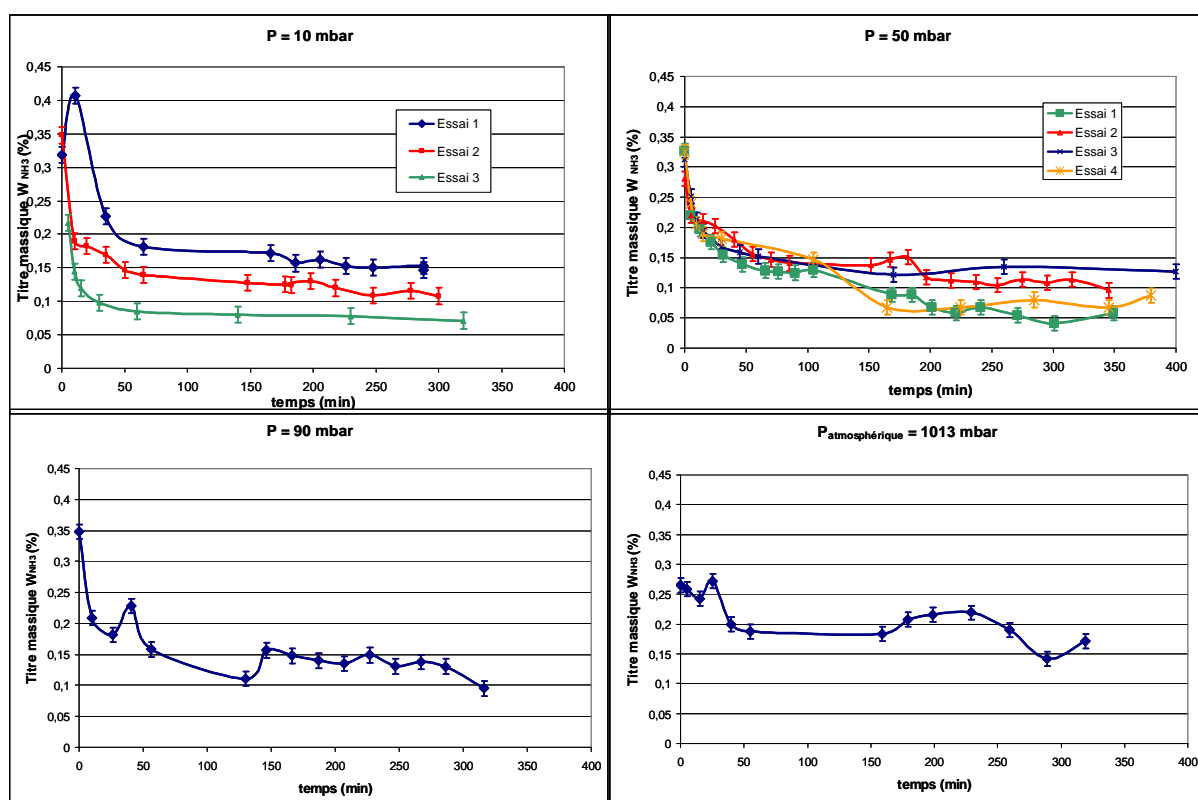 P = 10 mbar
Titre massique W NH3 (%)
0,45
0,4
0,35
0,3
0,25
0,2
0,15
0,1
0,05
0
Essai 1
Essai 2
Essai 3
0 50 100 150 200 250 300 350 400
temps (min)
P = 50 mbar
Titre massique W NH3 (%)
0,45
0,4
0,35
0,3
0,25
0,2
0,15
0,1
0,05
0
Essai 1
Essai 2
Essai 3
Essai 4
0 50 100 150 200 250 300 350 400
temps (min)
P = 90 mbar
Titre massique WNH3 (%)
0,45
0,4
0,35
0,3
0,25
0,2
0,15
0,1
0,05
0
0 50 100 150 200 250 300 350 400
temps (min)
Patmosphérique = 1013 mbar
Titre massique WNH3 (%)
0,45
0,4
0,35
0,3
0,25
0,2
0,15
0,1
0,05
0
0 50 100 150 200 250 300 350 400
temps (min)